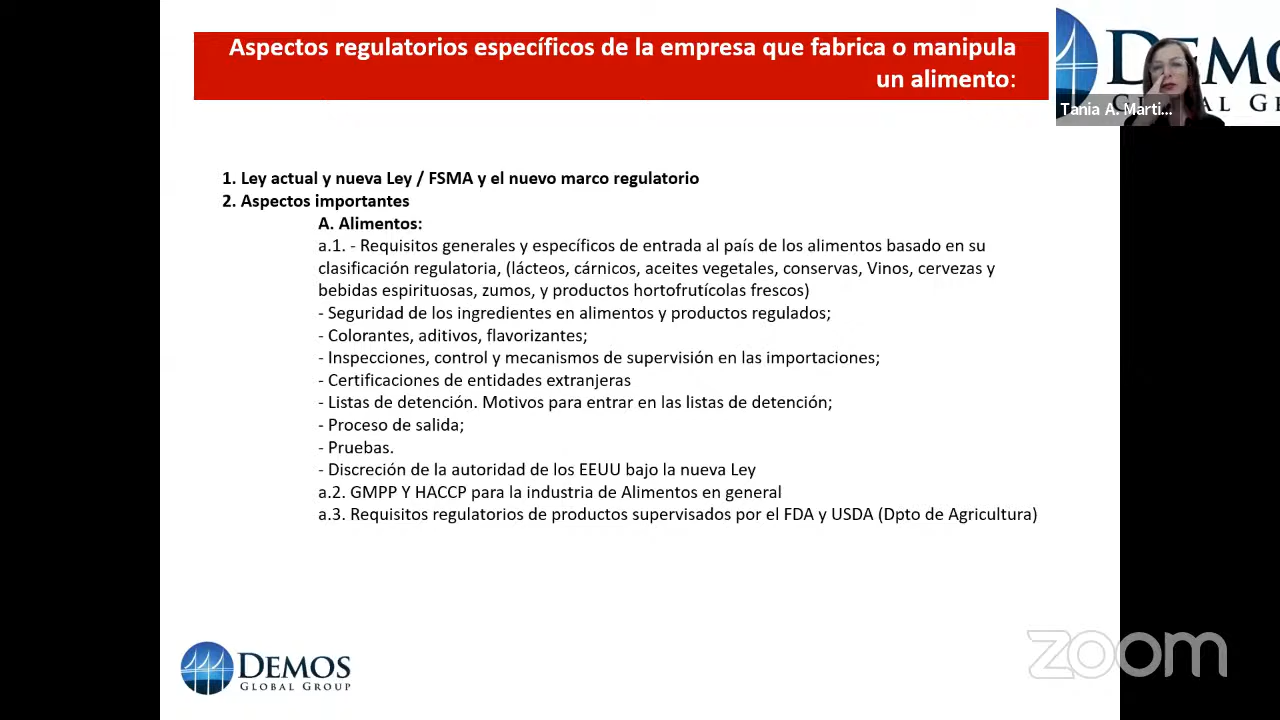 Aspectos regulatorios específicos de la empresa que fabrica o manipula
un alimento:
DEMO
GLOBAL GR
Tania A. Marti...
1. Ley actual y nueva Ley / FSMA y el nuevo marco regulatorio
2. Aspectos importantes
A. Alimentos:
a.1. - Requisitos generales y específicos de entrada al país de los alimentos basado en su
clasificación regulatoria, (lácteos, cárnicos, aceites vegetales, conservas, Vinos, cervezas y
bebidas espirituosas, zumos, y productos hortofrutícolas frescos)
- Seguridad de los ingredientes en alimentos y productos regulados;
- Colorantes, aditivos, flavorizantes;
- Inspecciones, control y mecanismos de supervisión en las importaciones;
- Certificaciones de entidades extranjeras
- Listas de detención. Motivos para entrar en las listas de detención;
- Proceso de salida;
- Pruebas.
- Discreción de la autoridad de los EEUU bajo la nueva Ley
a.2. GMPP Y HACCP para la industria de Alimentos en general
a.3. Requisitos regulatorios de productos supervisados por el FDA y USDA (Dpto de Agricultura)
DEMOS
GLOBAL GROUP
zoom